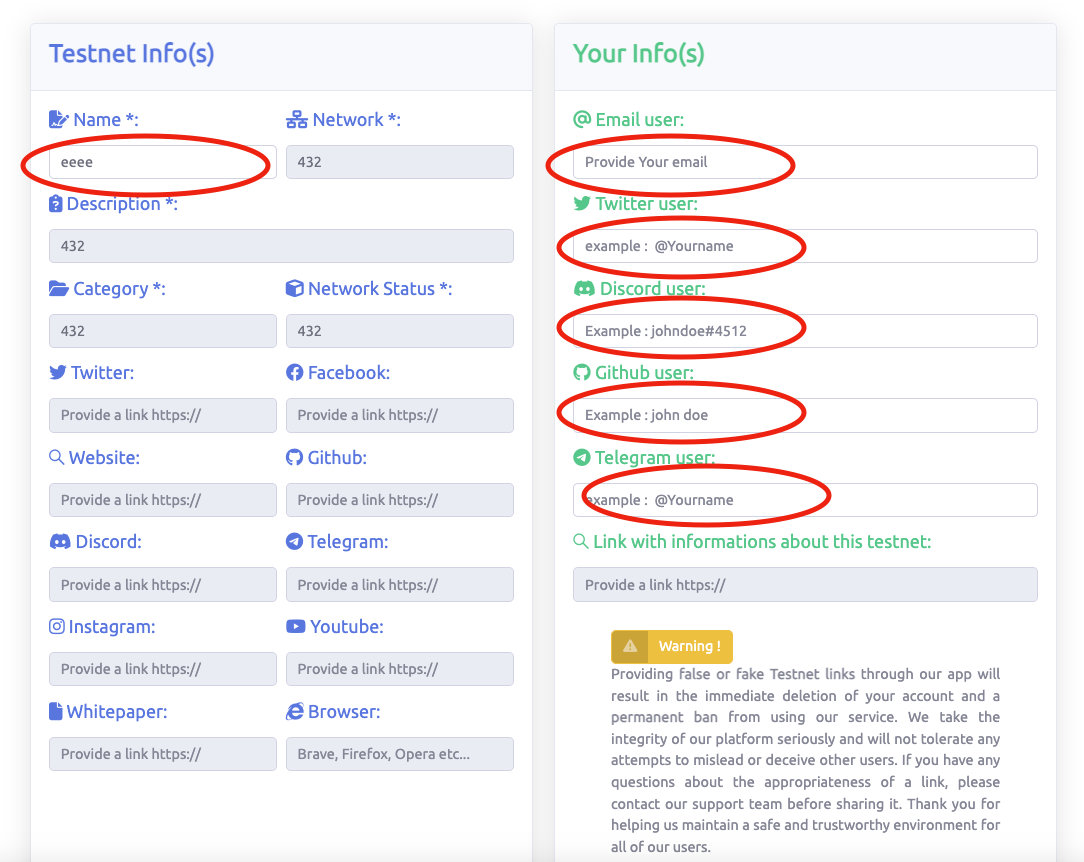 Testnet Info(s)
Name *:
Network *:
eeee
432
Description *:
432
Category *:
Network Status *:
432
432
Twitter:
Facebook:
Provide a link https://
Provide a link https://
Website:
Github:
Provide a link https://
Provide a link https://
Discord:
Telegram:
Provide a link https://
Provide a link https://
Instagram:
Youtube:
Provide a link https://
Provide a link https://
Whitepaper:
Browser:
Provide a link https://
Brave, Firefox, Opera etc...
Your Info(s)
Email user:
Provide Your email
Twitter user:
example : @Yourname
Discord user:
Example : johndoe#4512
Github user:
Example : john doe
Telegram user:
example : @Yourname
Link with informations about this testnet:
Provide a link https://
Warning !
Providing false or fake Testnet links through our app will
result in the immediate deletion of your account and a
permanent ban from using our service. We take the
integrity of our platform seriously and will not tolerate any
attempts to mislead or deceive other users. If you have any
questions about the appropriateness of a link, please
contact our support team before sharing it. Thank you for
helping us maintain a safe and trustworthy environment for
all of our users.